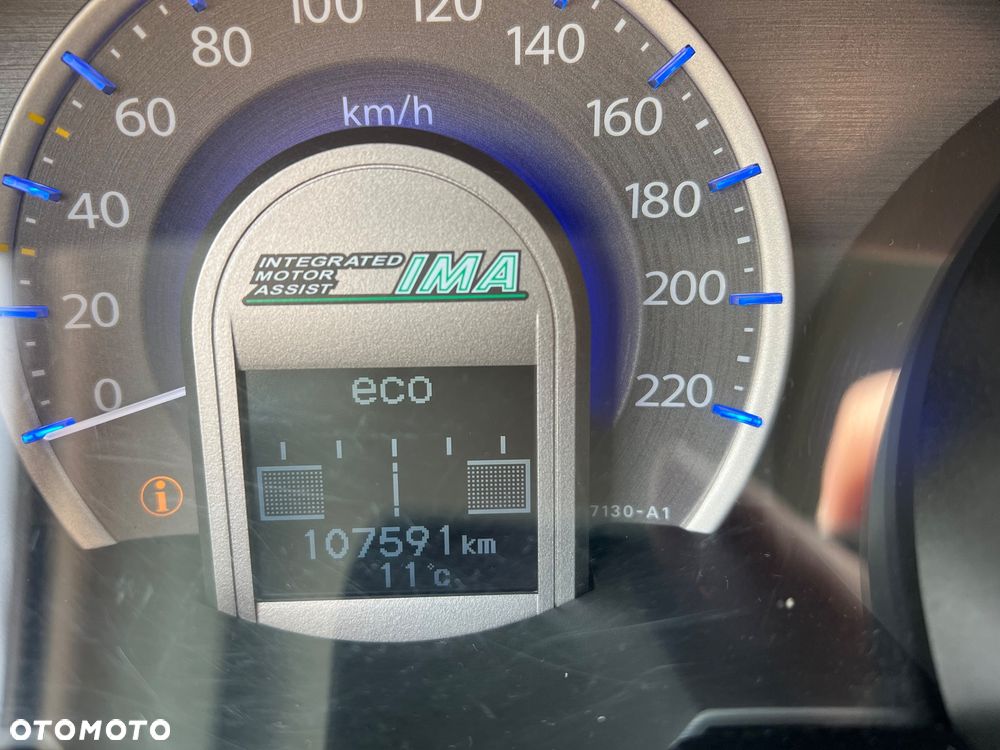 100
120
80
140
60
km/h
160
40
180
INTEGRATED
MOTOR
ASSIST
IMA
20
200
0
eco
220
i
7130-A1
107591 km
11°c
OTOMOTO